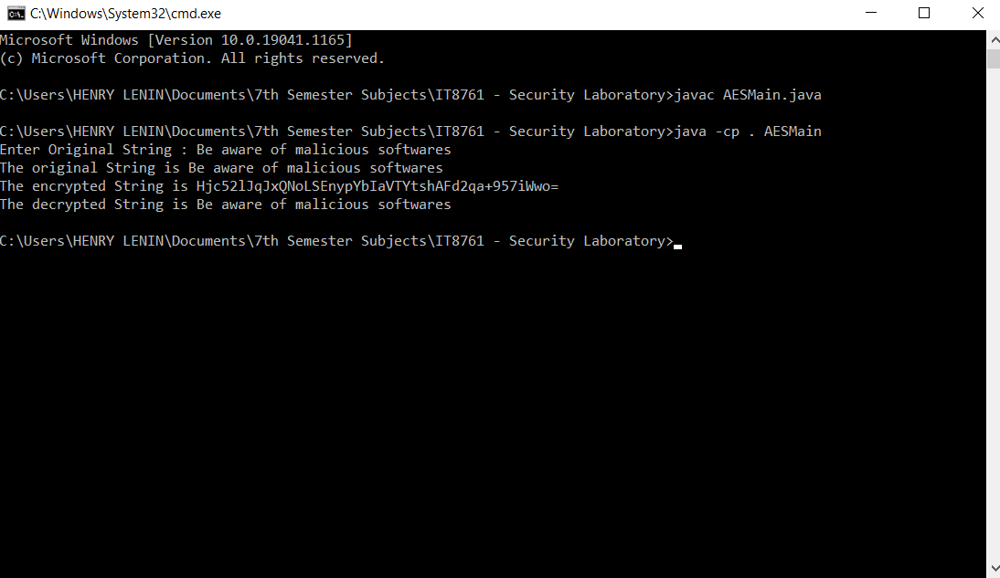 C:\Windows\System32\cmd.exe
Microsoft Windows [Version 10.0.19041.1165]
(c) Microsoft Corporation. All rights reserved.
C:\Users\HENRY LENIN\Documents\7th Semester Subjects\IT8761 - Security Laboratory>javac AESMain.java
C:\Users\HENRY LENIN\Documents\7th Semester Subjects\IT8761 - Security Laboratory>java -cp . AESMain
Enter Original String : Be aware of malicious softwares
The original String is Be aware of malicious softwares
The encrypted String is Hjc52lJqJxQNoLSEnypYbIaVTYtshAFd2qa+957iWwo=
The decrypted String is Be aware of malicious softwares
C:\Users\HENRY LENIN\Documents\7th Semester Subjects\IT8761 - Security Laboratory>